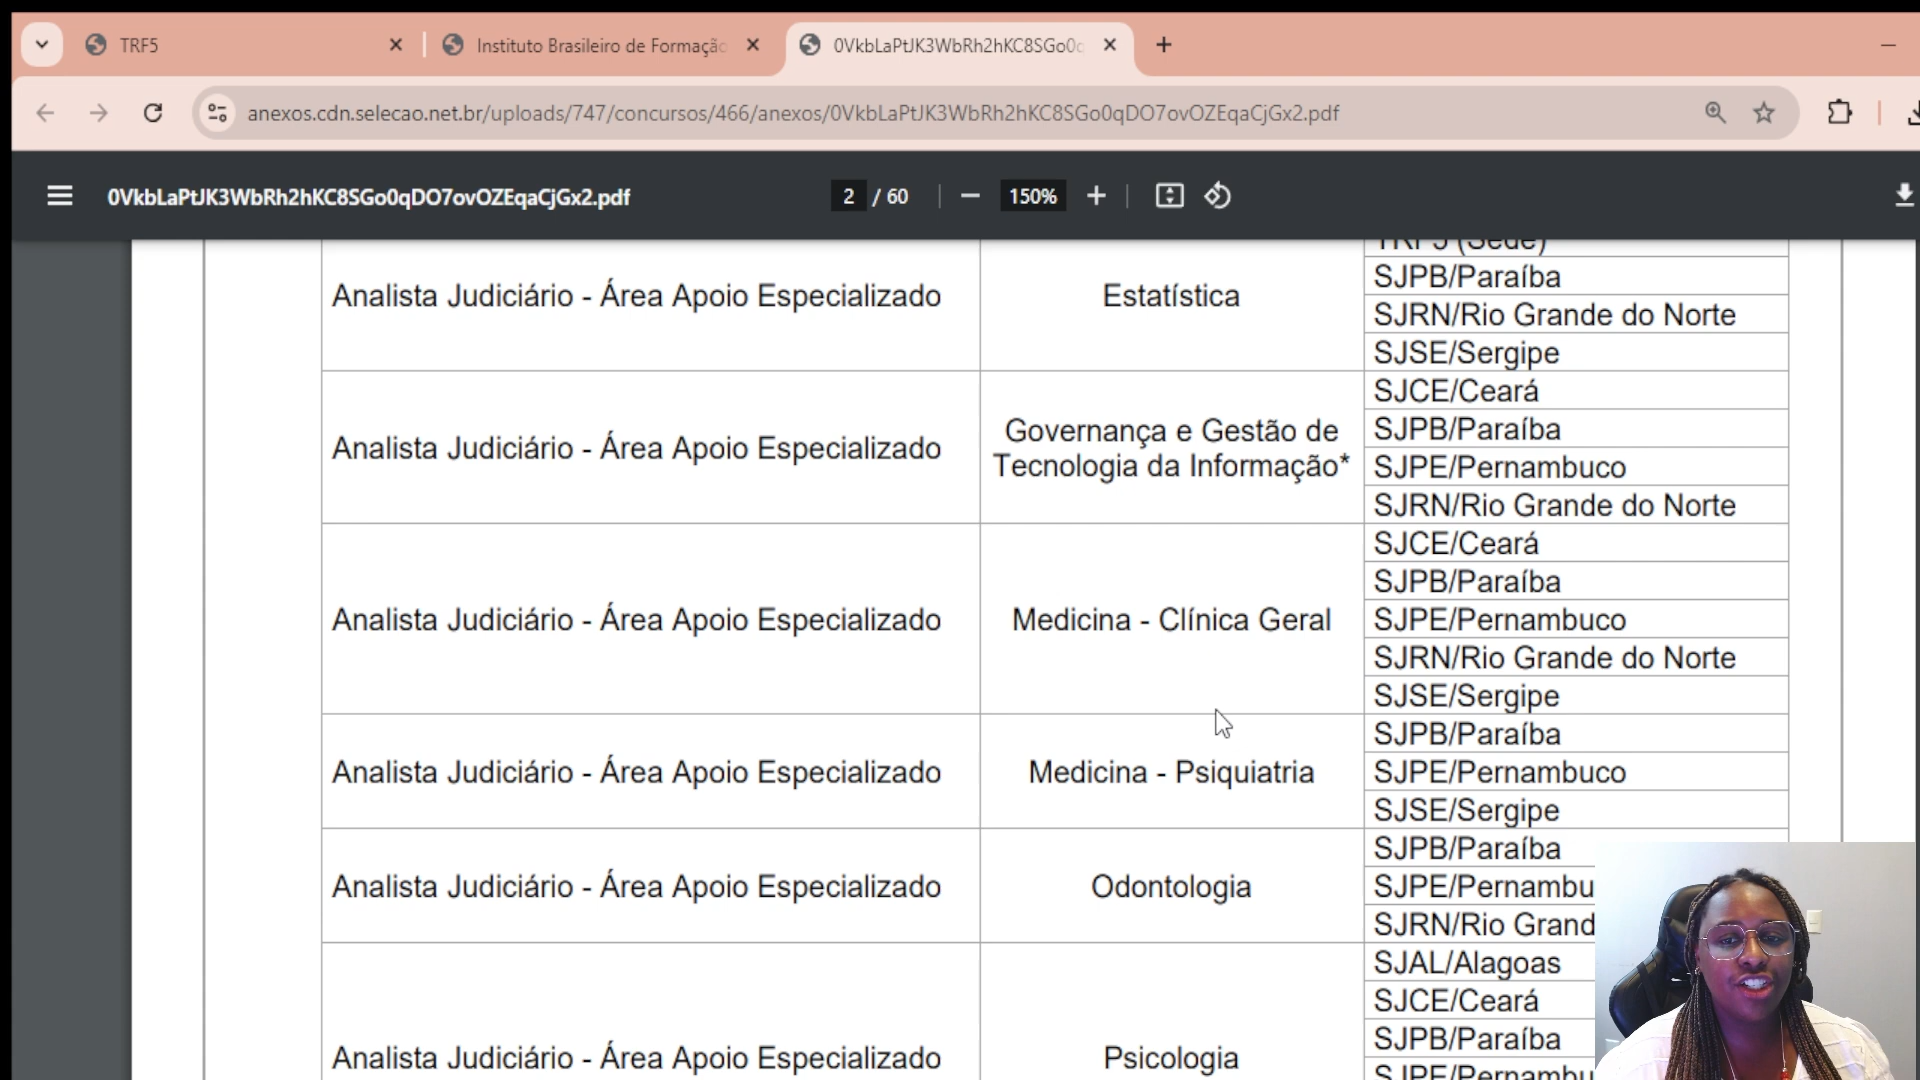 TRF5
Instituto Brasileiro de Formação
0VkbLaPtJK3WbRh2hKC8SGo0q
anexos.cdn.selecao.net.br/uploads/747/concursos/466/anexos/0VkbLaPtJK3WbRh2hKC8SGo0qDO7ovOZEqaCjGx2.pdf
0VkbLaPtJK3WbRh2hKC8SGo0qDO7ovOZEqaCjGx2.pdf
2 / 60
150%
TRF5 (Sede)
Analista Judiciário - Área Apoio Especializado
Estatística
SJPB/Paraíba
SJRN/Rio Grande do Norte
SJSE/Sergipe
Analista Judiciário - Área Apoio Especializado
Governança e Gestão de
Tecnologia da Informação*
SJCE/Ceará
SJPB/Paraíba
SJPE/Pernambuco
SJRN/Rio Grande do Norte
Analista Judiciário - Área Apoio Especializado
Medicina - Clínica Geral
SJCE/Ceará
SJPB/Paraíba
SJPE/Pernambuco
SJRN/Rio Grande do Norte
SJSE/Sergipe
Analista Judiciário - Área Apoio Especializado
Medicina - Psiquiatria
SJPB/Paraíba
SJPE/Pernambuco
SJSE/Sergipe
Analista Judiciário - Área Apoio Especializado
Odontologia
SJPB/Paraíba
SJPE/Pernambu
SJRN/Rio Grand
Analista Judiciário - Área Apoio Especializado
Psicologia
SJAL/Alagoas
SJCE/Ceará
SJPB/Paraíba
SJPE/Pernambu